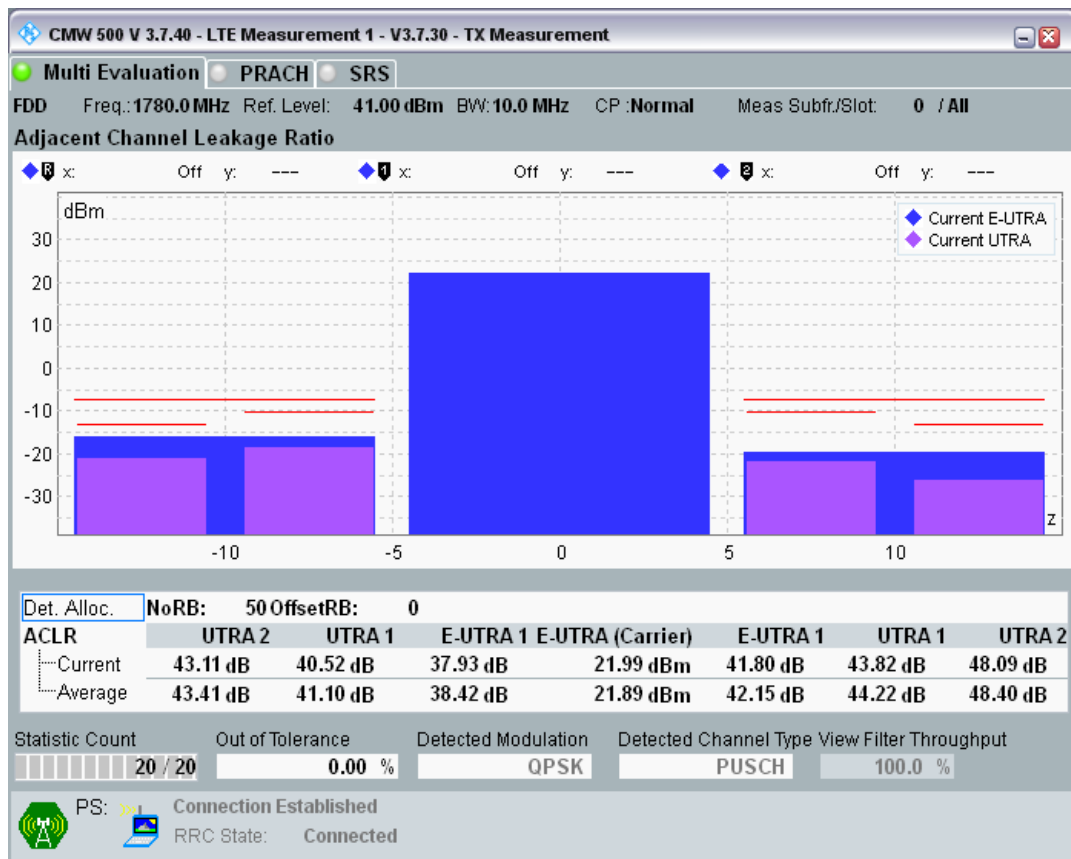 CMW 500 V 3.7.40 - LTE Measurement 1 - V3.7.30 - TX Measurement
Multi Evaluation PRACH SRS
FDD Freq.:1780.0 MHz Ref. Level: 41.00 dBm BW:10.0 MHz CP :Normal Meas Subfr./Slot: 0 / All
Adjacent Channel Leakage Ratio
R x: Off y: --- 1 x: Off y: --- 2 x: Off y: ---
dBm
Current E-UTRA
Current UTRA
30
20
10
0
-10
-20
-30
z
-10 -5 0 5 10
Det. Alloc. NoRB: 50 OffsetRB: 0
ACLR UTRA 2 UTRA 1 E-UTRA 1 E-UTRA (Carrier) E-UTRA 1 UTRA 1 UTRA 2
Current 43.11 dB 40.52 dB 37.93 dB 21.99 dBm 41.80 dB 43.82 dB 48.09 dB
Average 43.41 dB 41.10 dB 38.42 dB 21.89 dBm 42.15 dB 44.22 dB 48.40 dB
Statistic Count Out of Tolerance Detected Modulation Detected Channel Type View Filter Throughput
20 / 20 0.00 % QPSK PUSCH 100.0 %
PS: Connection Established
RRC State: Connected